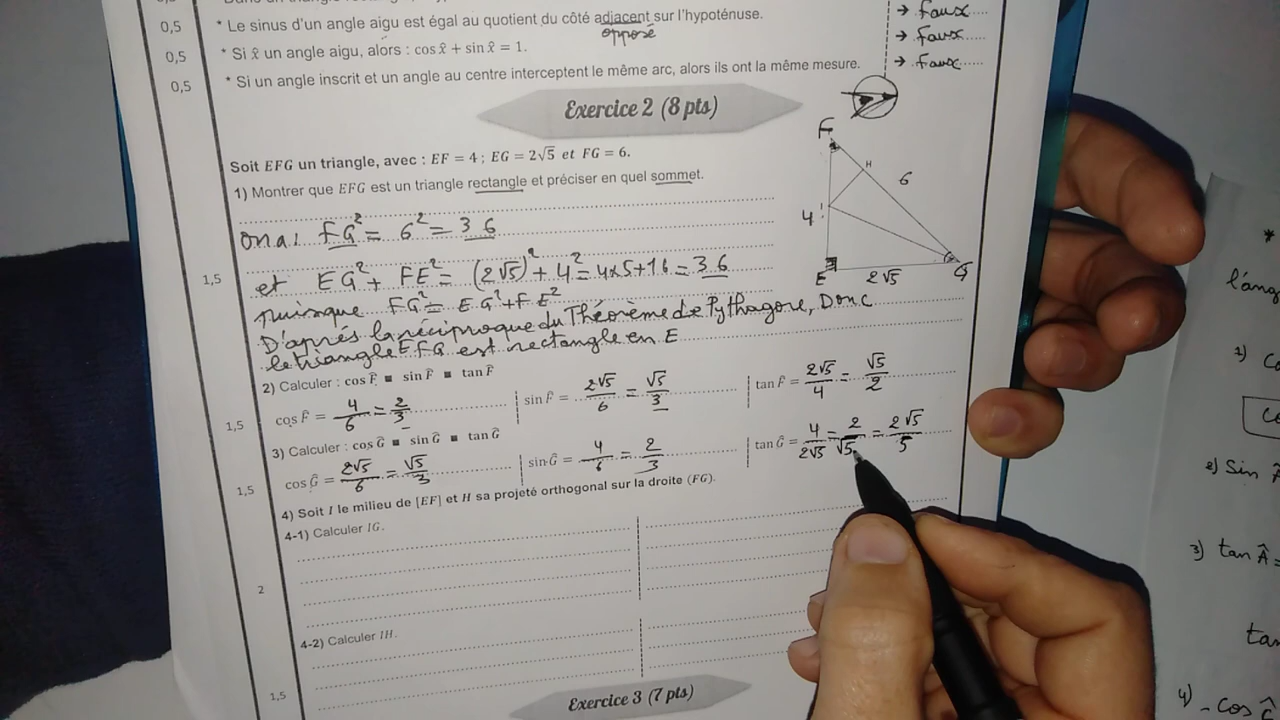 0,5 * Le sinus d'un angle aigu est égal au quotient du côté adjacent sur l'hypoténuse. → faux
opposé
0,5 * Si x̂ un angle aigu, alors : cos x̂ + sin x̂ = 1. → faux
0,5 * Si un angle inscrit et un angle au centre interceptent le même arc, alors ils ont la même mesure. → faux
Exercice 2 (8 pts)
Soit EFG un triangle, avec : EF = 4 ; EG = 2√5 et FG = 6.
1) Montrer que EFG est un triangle rectangle et préciser en quel sommet.
F
H
6
4
I
E
2√5
G
on a : FG² = 6² = 36
1,5 et EG² + FE² = (2√5)² + 4² = 4×5+16 = 36
puisque FG² = EG² + FE²
D'après la réciproque du Théorème de Pythagore, Donc
le triangle EFG est rectangle en E
2) Calculer : cos F̂ ■ sin F̂ ■ tan F̂
1,5 cos F̂ = 4/6 = 2/3 sin F̂ = 2√5/6 = √5/3 tan F̂ = 2√5/4 = √5/2
3) Calculer : cos Ĝ ■ sin Ĝ ■ tan Ĝ
1,5 cos Ĝ = 2√5/6 = √5/3 sin Ĝ = 4/6 = 2/3 tan Ĝ = 4/2√5 = 2/√5 = 2√5/5
4) Soit I le milieu de [EF] et H sa projeté orthogonal sur la droite (FG).
4-1) Calculer IG.
2
4-2) Calculer IH.
1,5
Exercice 3 (7 pts)
*
l'ang
1)
2) Sin
3) tan Â =
tan
4) - cos